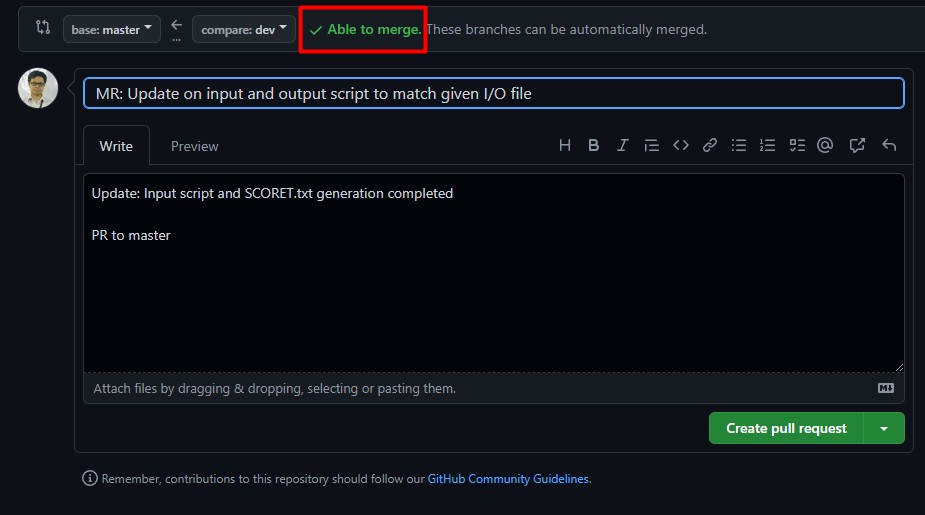 base: master
compare: dev
Able to merge. These branches can be automatically merged.
MR: Update on input and output script to match given I/O file
Write Preview
Update: Input script and SCORET.txt generation completed
PR to master
Attach files by dragging & dropping, selecting or pasting them.
Create pull request
Remember, contributions to this repository should follow our GitHub Community Guidelines.